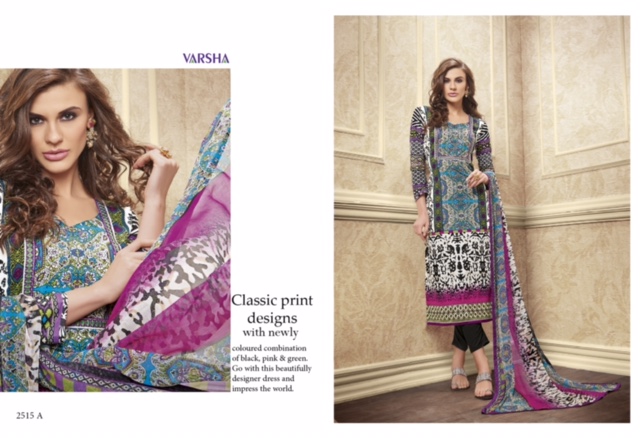 VARSHA
Classic print
designs
with newly
coloured combination
of black, pink & green.
Go with this beautifully
designer dress and
impress the world.
2515 A